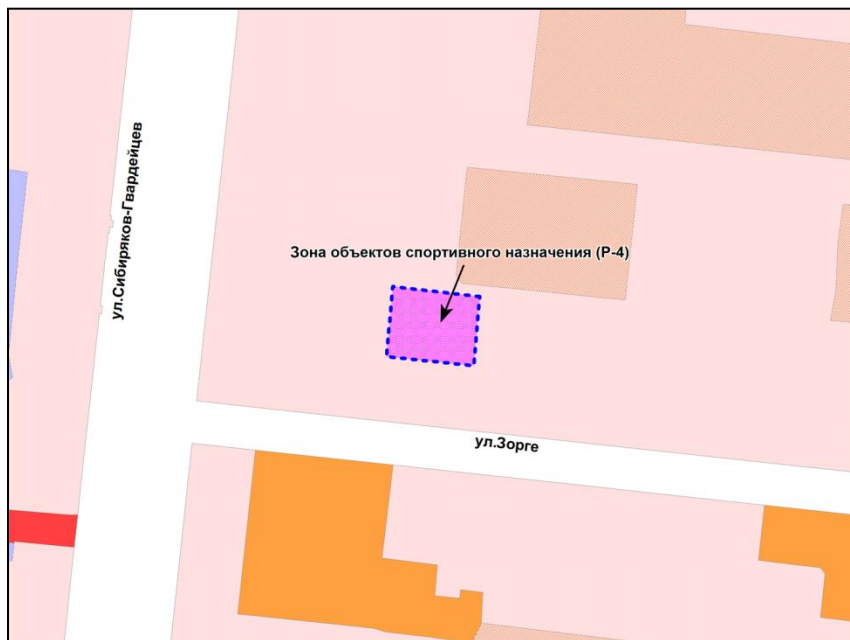 ул.Сибиряков-Гвардейцев
Зона объектов спортивного назначения (Р-4)
ул.Зорге